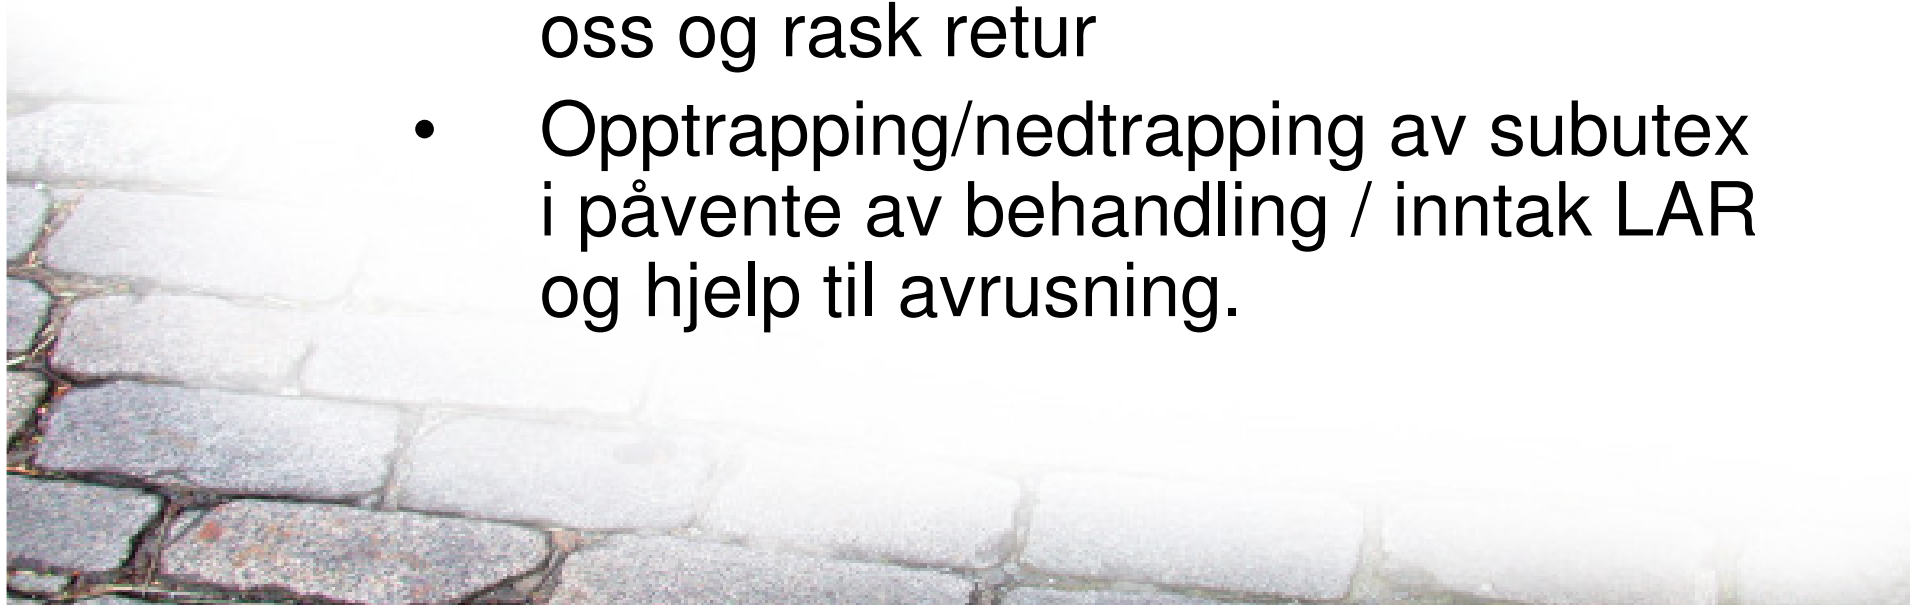 oss og rask retur
• Opptrapping/nedtrapping av subutex
i påvente av behandling / inntak LAR
og hjelp til avrusning.